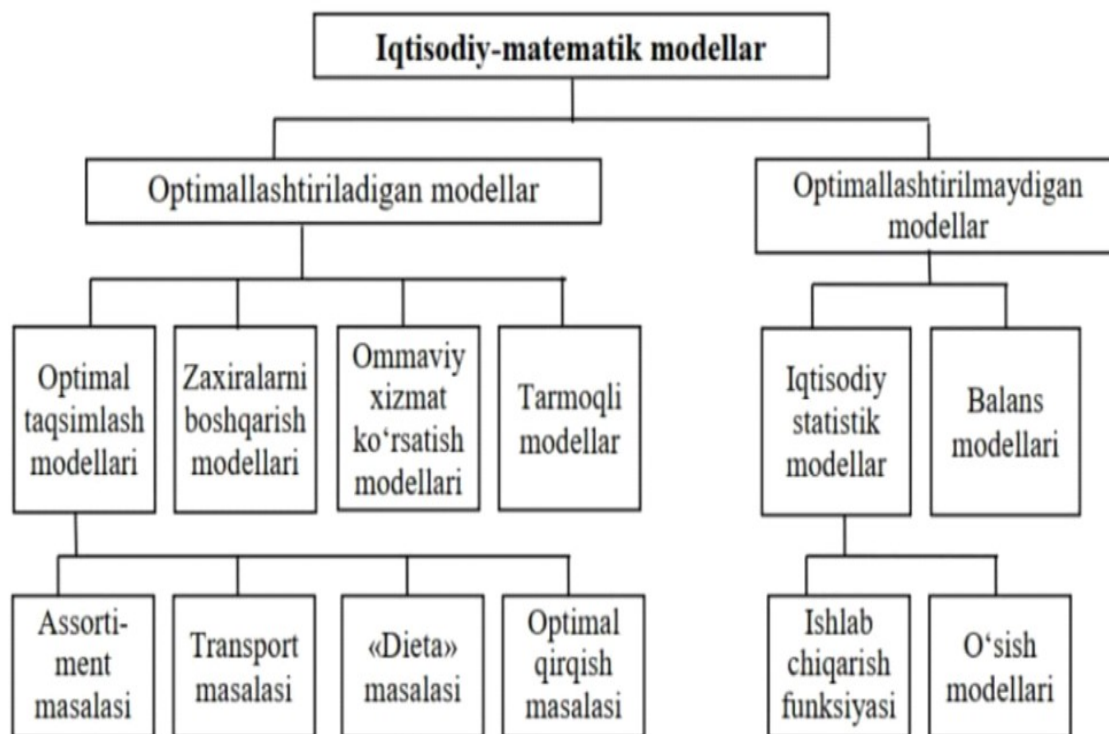 Iqtisodiy-matematik modellar
Optimallashtiriladigan modellar
Optimallashtirilmaydigan
modellar
Optimal
taqsimlash
modellari
Zaxiralarni
boshqarish
modellari
Ommaviy
xizmat
ko‘rsatish
modellari
Tarmoqli
modellar
Iqtisodiy
statistik
modellar
Balans
modellari
Assorti-
ment
masalasi
Transport
masalasi
«Dieta»
masalasi
Optimal
qirqish
masalasi
Ishlab
chiqarish
funksiyasi
O‘sish
modellari